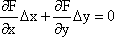 ∂F/∂x Δx + ∂F/∂y Δy = 0